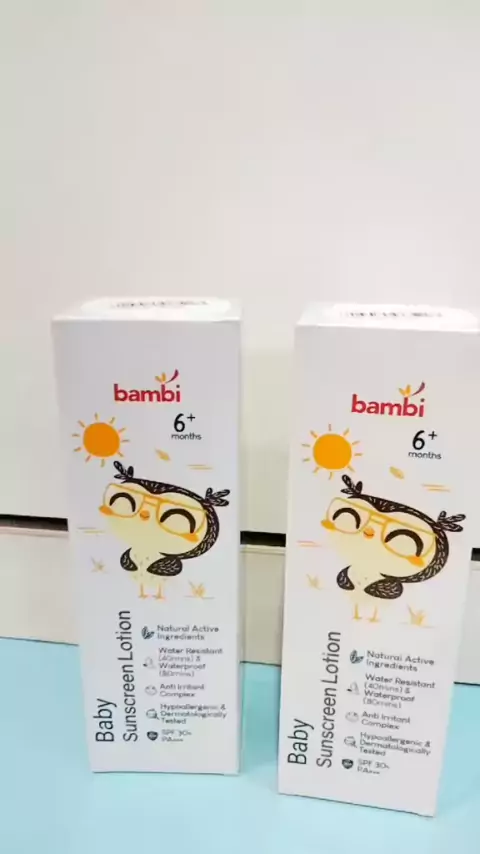 bambi
6+
months
Baby
Sunscreen Lotion
Natural Active
Ingredients
Water Resistant
(40mins) &
Waterproof
(80mins)
Anti Irritant
Complex
Hypoallergenic &
Dermatologically
Tested
SPF 30+
PA+++
bambi
6+
months
Baby
Sunscreen Lotion
Natural Active
Ingredients
Water Resistant
(40mins) &
Waterproof
(80mins)
Anti Irritant
Complex
Hypoallergenic &
Dermatologically
Tested
SPF 30+
PA+++